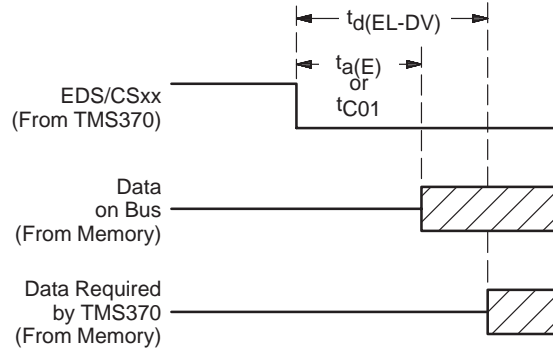 td(EL-DV)
ta(E)
or
tC01
EDS/CSxx
(From TMS370)
Data
on Bus
(From Memory)
Data Required
by TMS370
(From Memory)